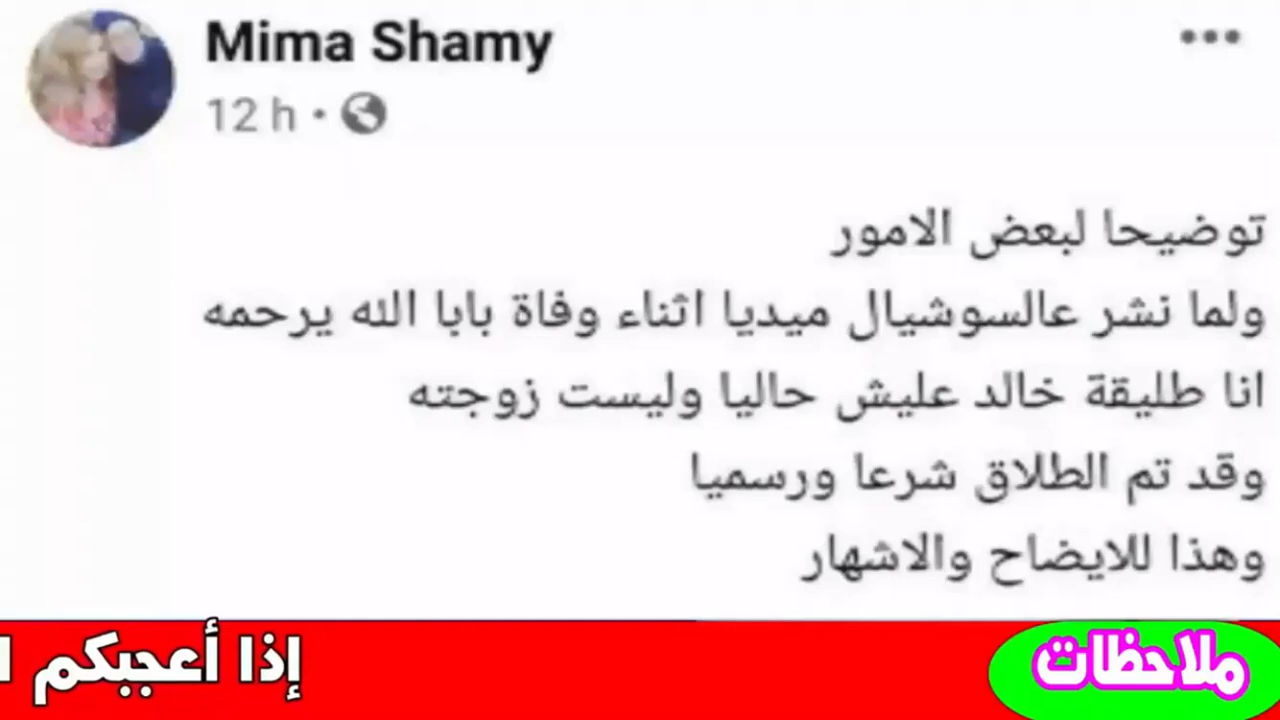 Mima Shamy
12 h
توضيحا لبعض الامور
ولما نشر عالسوشيال ميديا اثناء وفاة بابا الله يرحمه
انا طليقة خالد عليش حاليا وليست زوجته
وقد تم الطلاق شرعا ورسميا
وهذا للايضاح والاشهار
ملاحظات
إذا أعجبكم